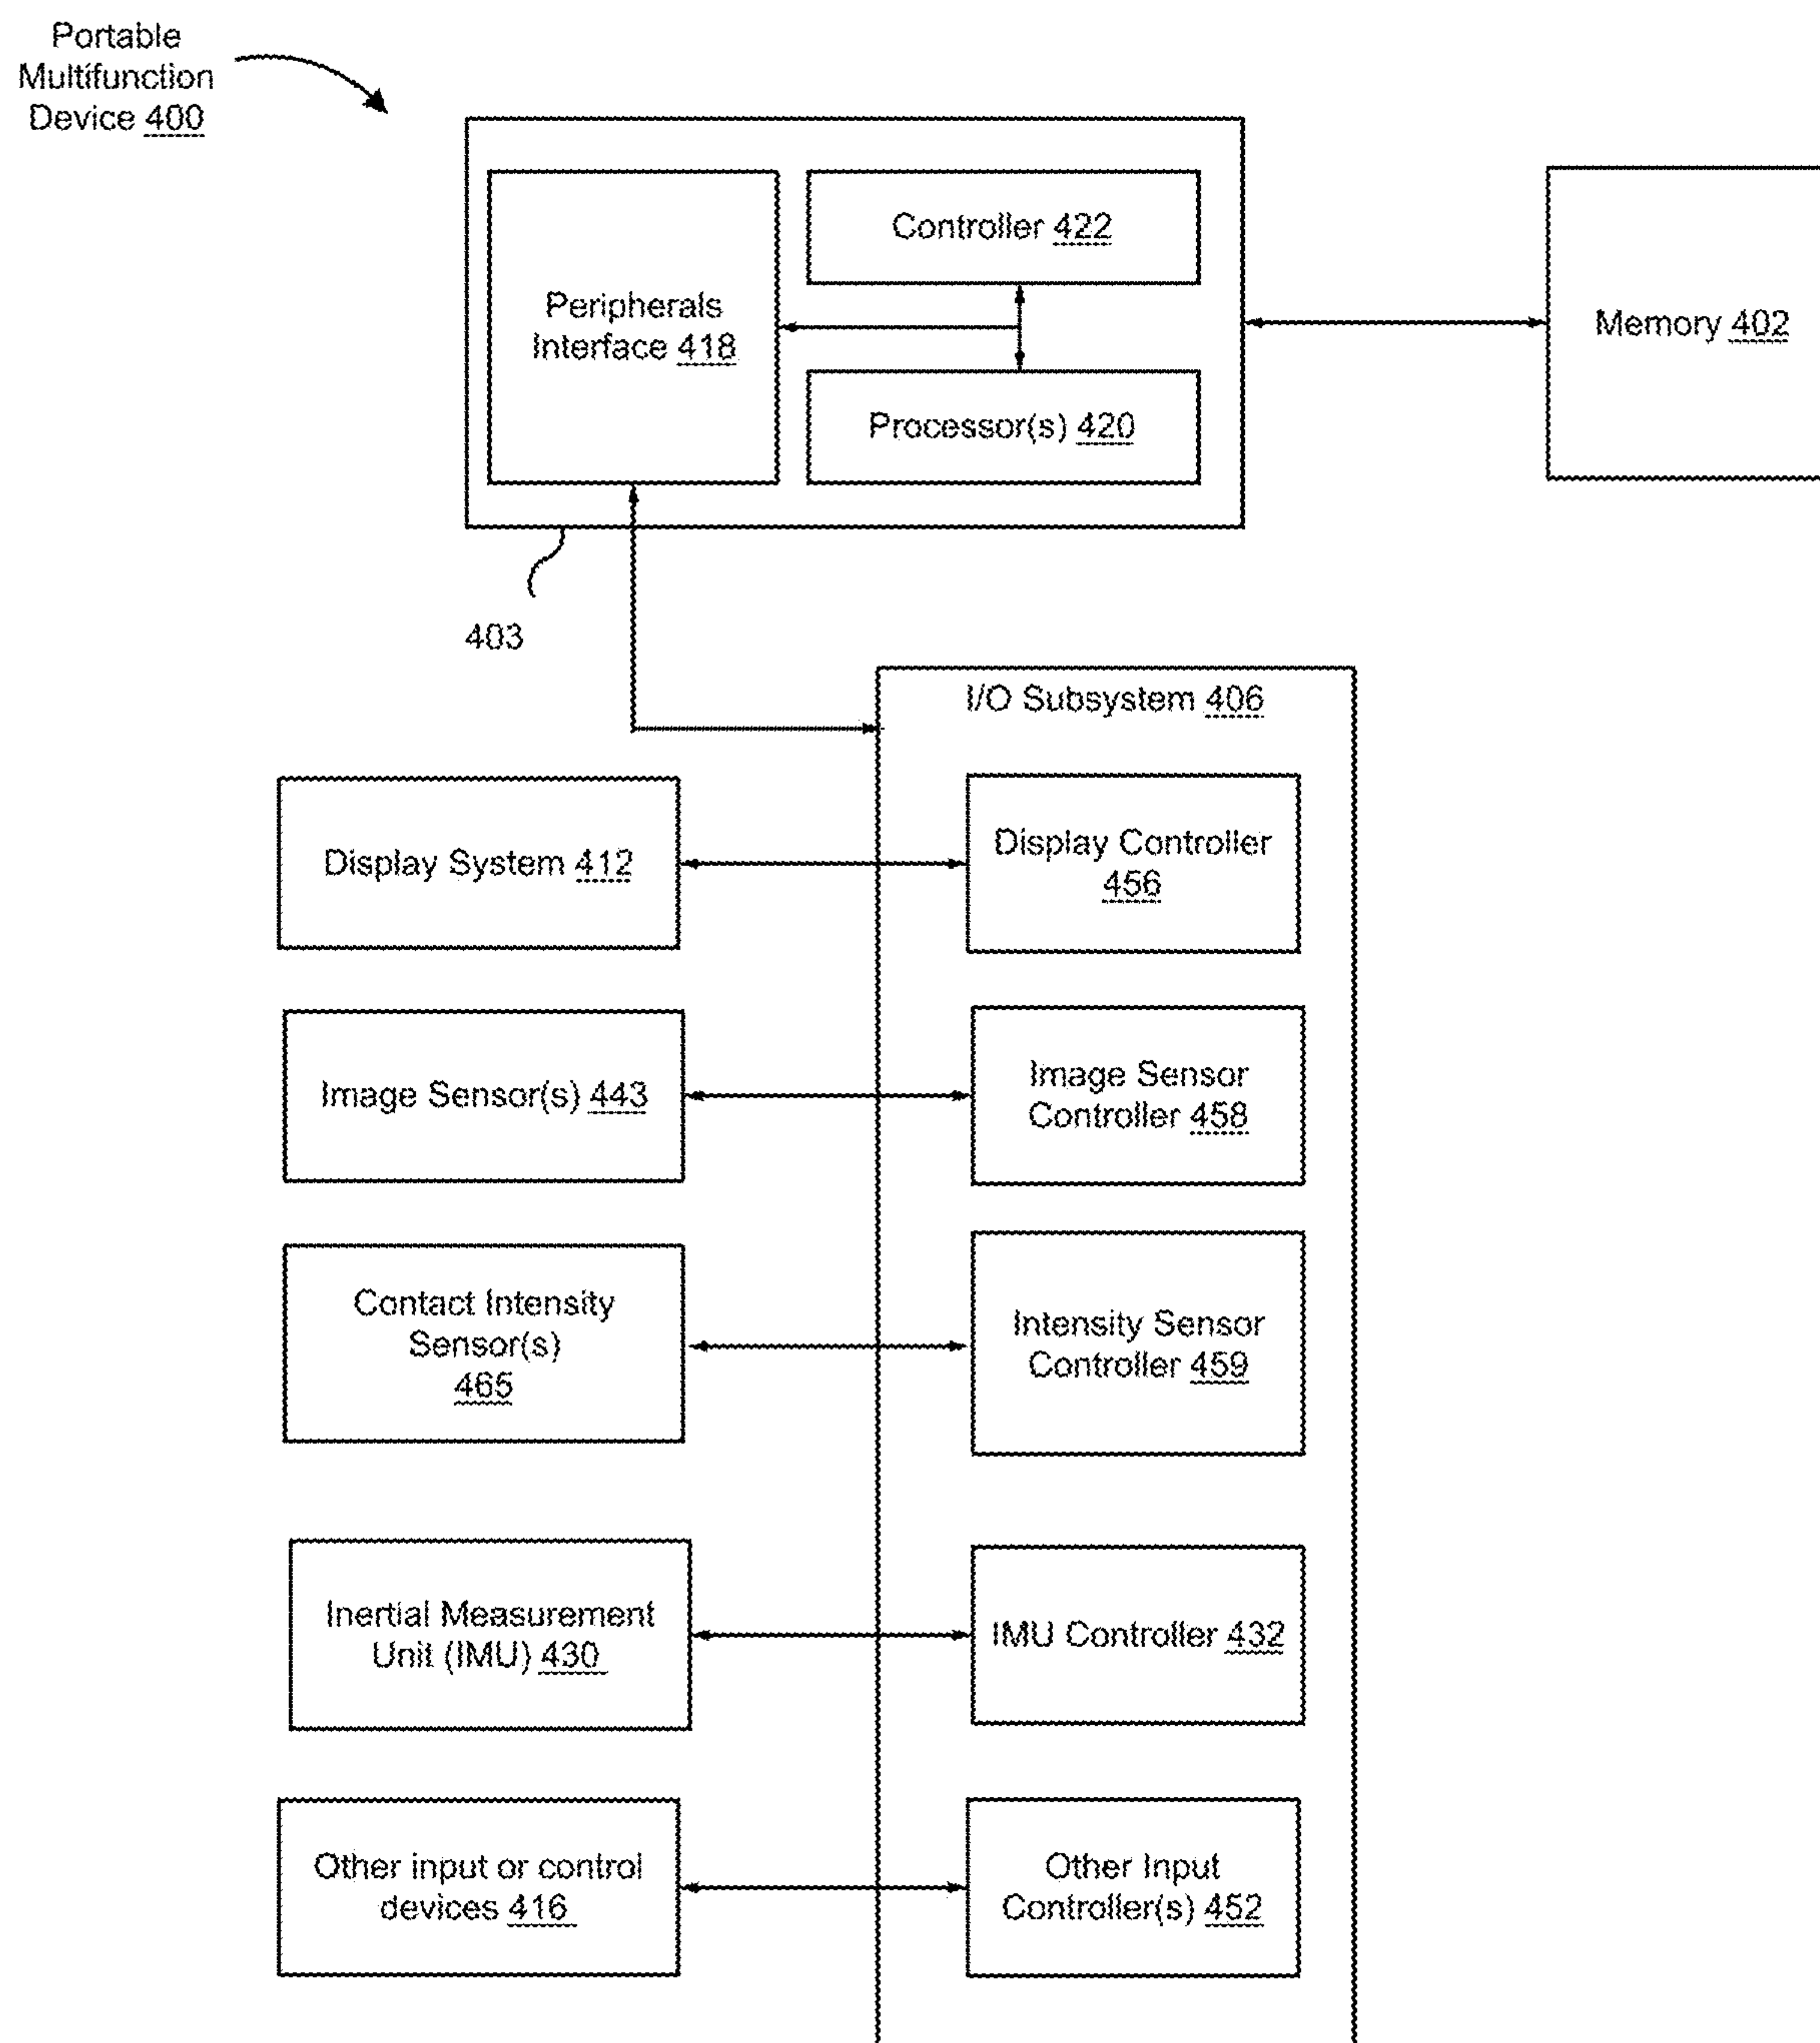 Portable
Multifunction
Device 400
Controller 422
Peripherals
Interface 418
Memory 402
Processor(s) 420
403
I/O Subsystem 406
Display System 412
Display Controller
456
Image Sensor(s) 443
Image Sensor
Controller 458
Contact Intensity
Sensor(s)
465
Intensity Sensor
Controller 459
Inertial Measurement
Unit (IMU) 430
IMU Controller 432
Other input or control
devices 416
Other Input
Controller(s) 452